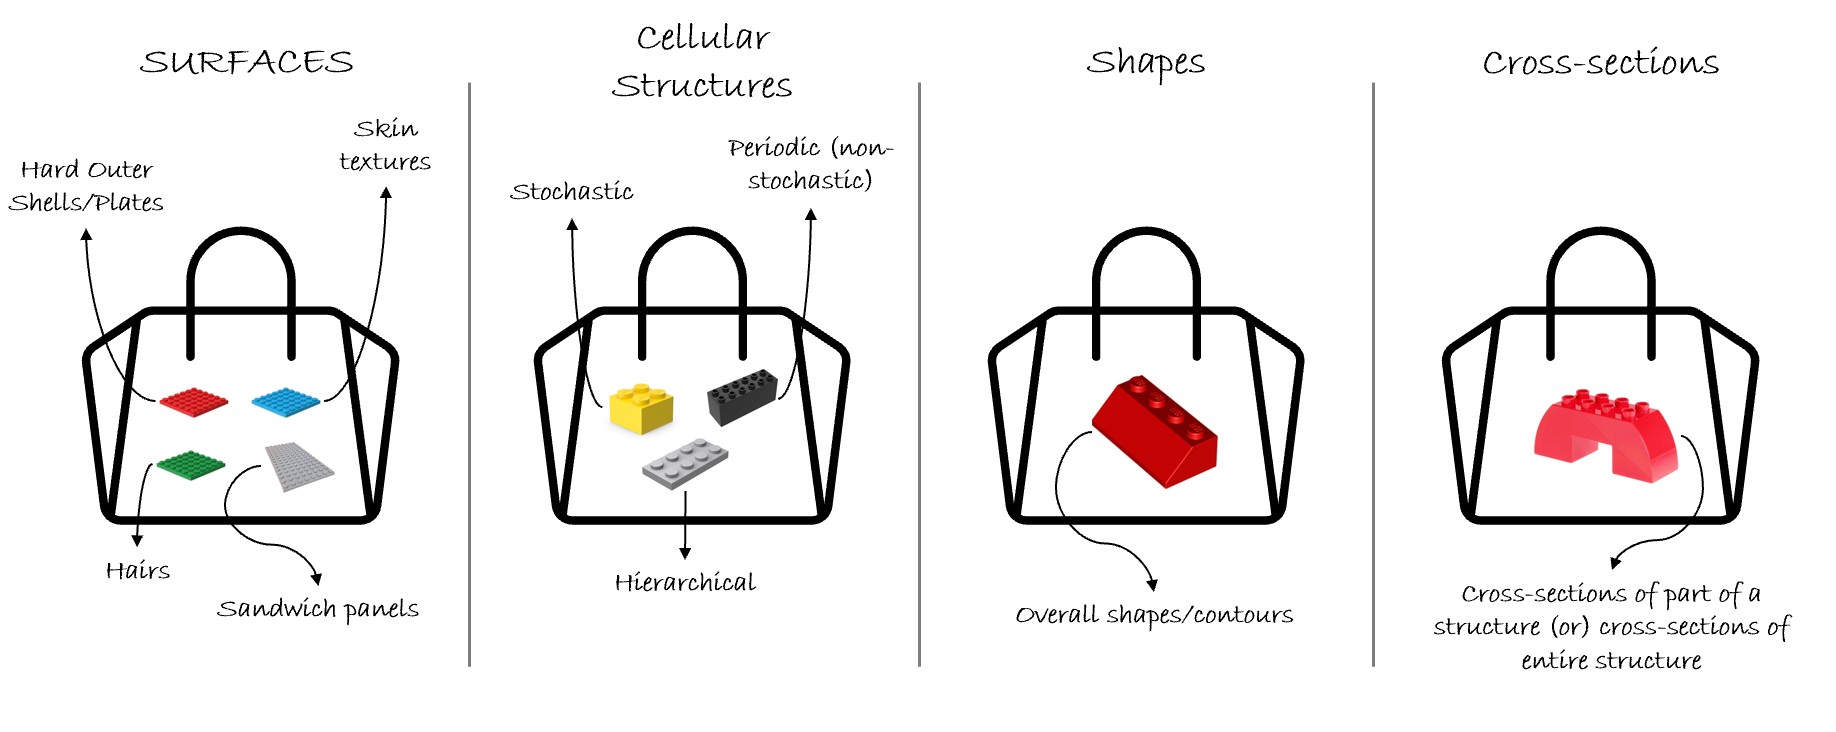 SURFACES
Hard Outer
Shells/Plates
Skin
textures
Hairs
Sandwich panels
Cellular
Structures
Stochastic
Periodic (non-
stochastic)
Hierarchical
Shapes
Overall shapes/contours
Cross-sections
Cross-sections of part of a
structure (or) cross-sections of
entire structure